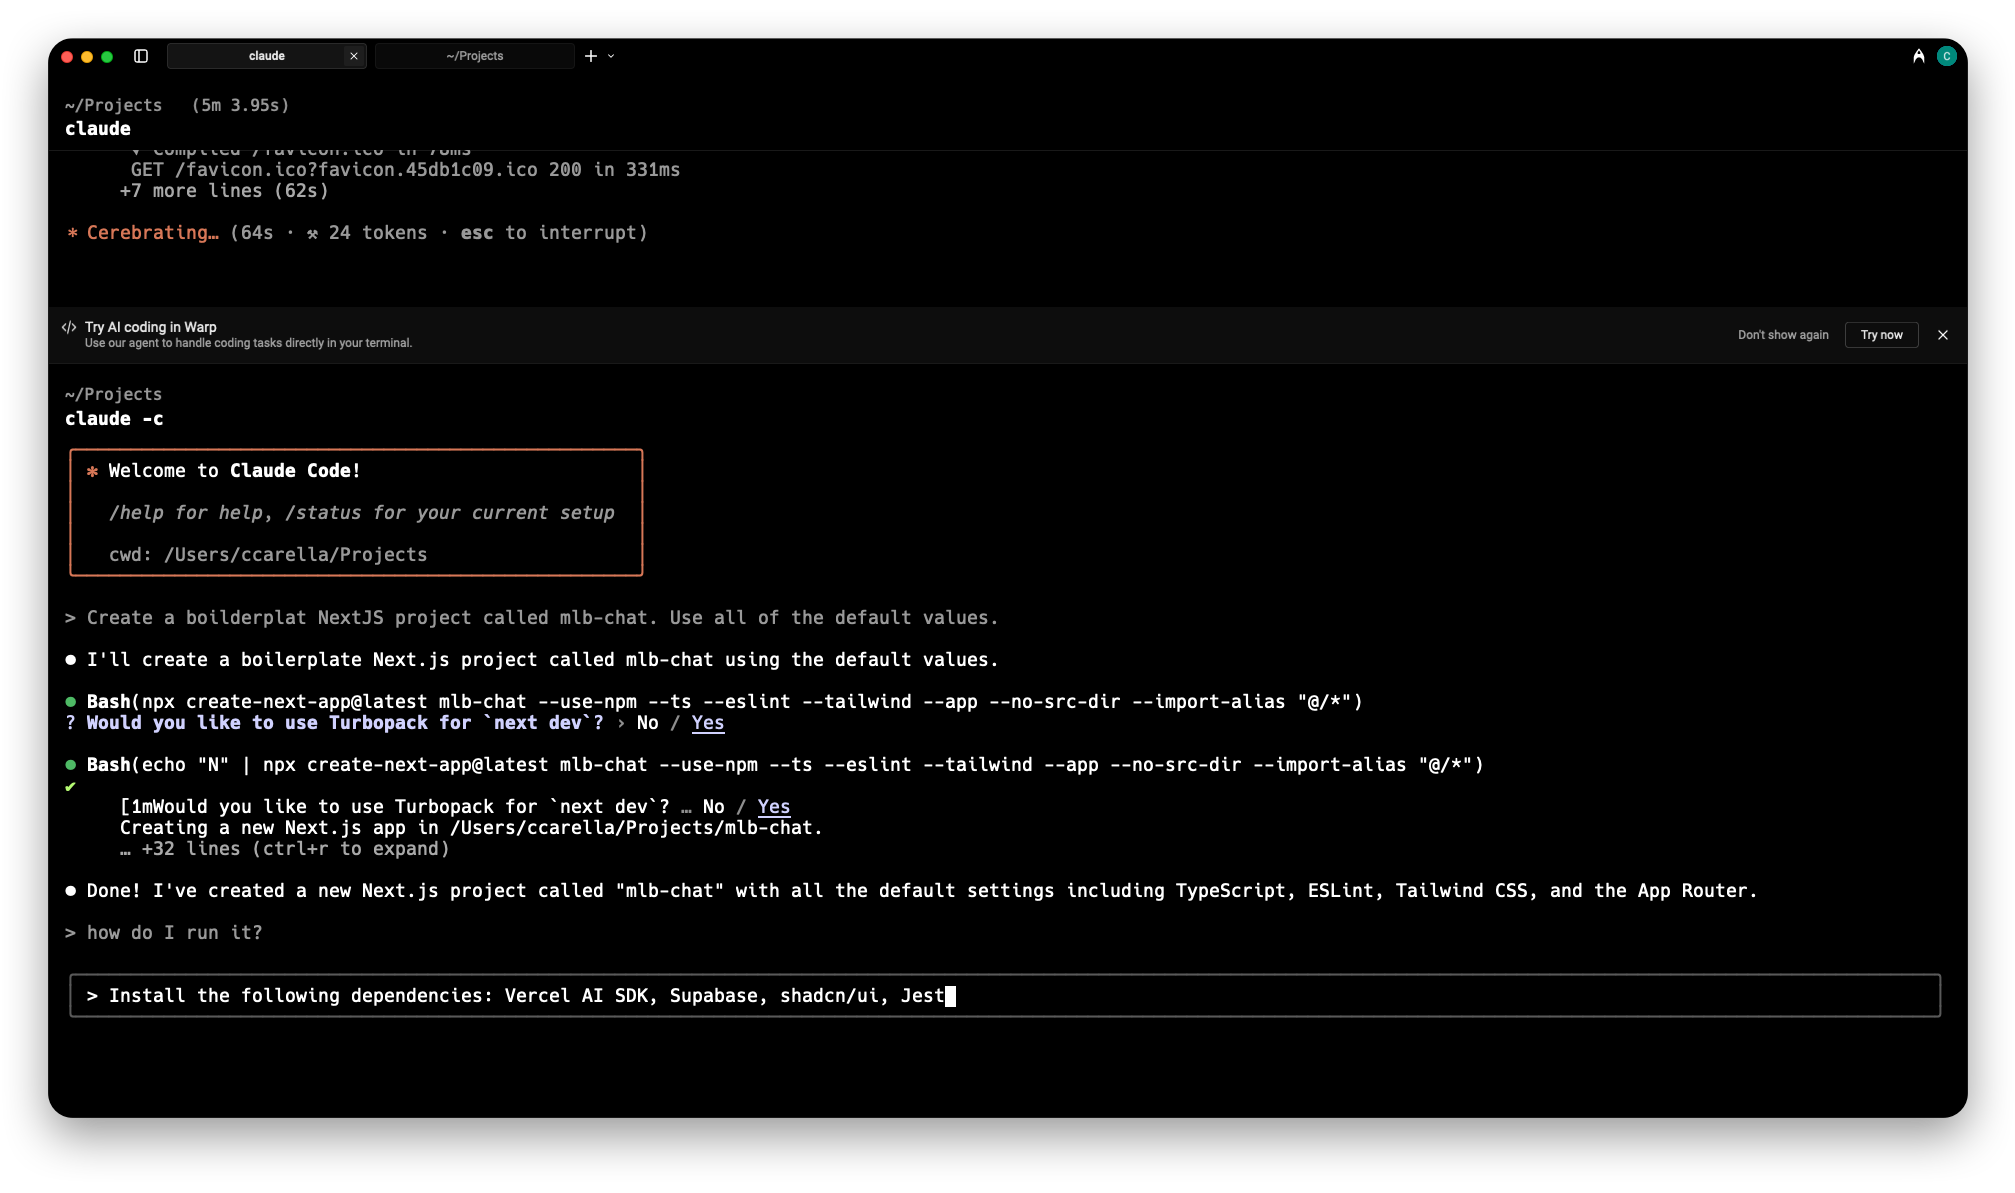 claude
~/Projects
C
~/Projects (5m 3.95s)
claude
▾ Compiled /favicon.ico in 78ms
GET /favicon.ico?favicon.45db1c09.ico 200 in 331ms
+7 more lines (62s)
* Cerebrating… (64s · ⚒ 24 tokens · esc to interrupt)
</> Try AI coding in Warp
Use our agent to handle coding tasks directly in your terminal.
Don't show again
Try now
~/Projects
claude -c
* Welcome to Claude Code!
/help for help, /status for your current setup
cwd: /Users/ccarella/Projects
> Create a boilderplat NextJS project called mlb-chat. Use all of the default values.
● I'll create a boilerplate Next.js project called mlb-chat using the default values.
● Bash(npx create-next-app@latest mlb-chat --use-npm --ts --eslint --tailwind --app --no-src-dir --import-alias "@/*")
? Would you like to use Turbopack for `next dev`? › No / Yes
● Bash(echo "N" | npx create-next-app@latest mlb-chat --use-npm --ts --eslint --tailwind --app --no-src-dir --import-alias "@/*")
✔
[1mWould you like to use Turbopack for `next dev`? … No / Yes
Creating a new Next.js app in /Users/ccarella/Projects/mlb-chat.
… +32 lines (ctrl+r to expand)
● Done! I've created a new Next.js project called "mlb-chat" with all the default settings including TypeScript, ESLint, Tailwind CSS, and the App Router.
> how do I run it?
> Install the following dependencies: Vercel AI SDK, Supabase, shadcn/ui, Jest